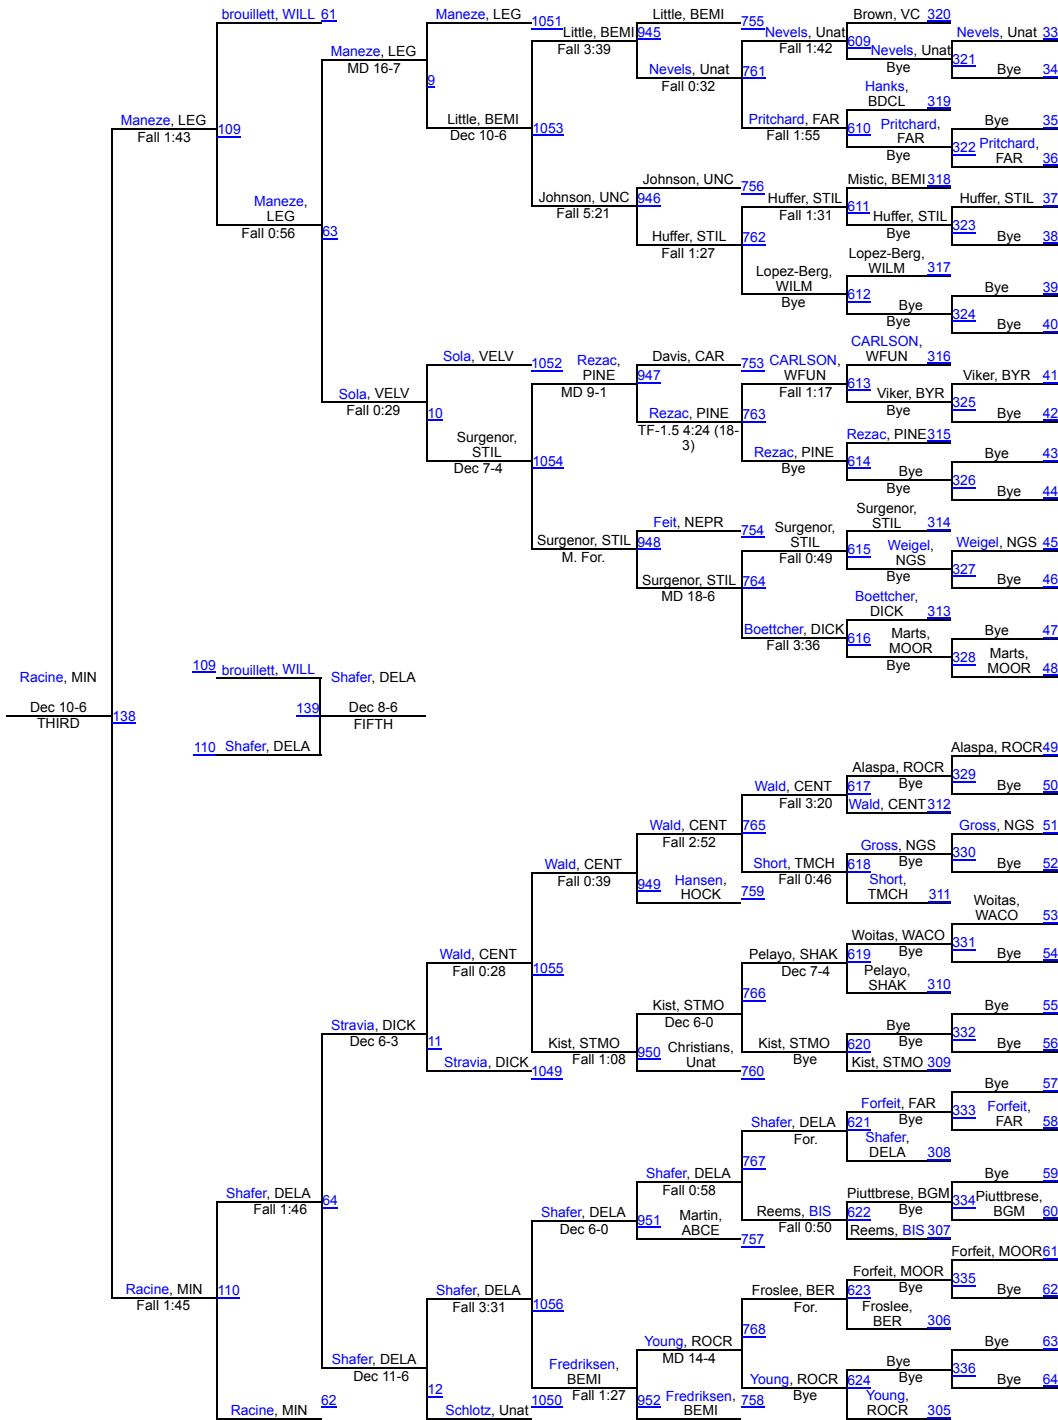 brouillett, WILL 61
Maneze, LEG 1051
Little, BEMI 755
Brown, VC 320
Nevels, Unat 33
Little, BEMI 945
Fall 3:39
Nevels, Unat
Fall 1:42
609
Nevels, Unat
Bye
321
Maneze, LEG
MD 16-7
9
Nevels, Unat
Fall 0:32
761
Bye 34
Hanks,
BDCL 319
Maneze, LEG
Fall 1:43
109
Little, BEMI
Dec 10-6
1053
Pritchard, FAR
Fall 1:55
610
Pritchard,
FAR
Bye
Bye 35
322
Pritchard,
FAR 36
Johnson, UNC 756
Mistic, BEMI 318
Maneze,
LEG
Fall 0:56
63
Johnson, UNC
Fall 5:21
946
Huffer, STIL
Fall 1:31
611
Huffer, STIL 37
Huffer, STIL
Bye
323
Huffer, STIL
Fall 1:27
762
Bye 38
Lopez-Berg,
WILM
Bye
612
Lopez-Berg,
WILM 317
Bye 39
Bye
Bye
324
Bye 40
Sola, VELV 1052
Rezac,
PINE
MD 9-1
947
Davis, CAR 753
CARLSON,
WFUN
Fall 1:17
613
CARLSON,
WFUN 316
Viker, BYR 41
Sola, VELV
Fall 0:29
10
Viker, BYR
Bye
325
Rezac, PINE
TF-1.5 4:24 (18-
3)
763
Bye 42
Surgenor,
STIL
Dec 7-4
1054
Rezac, PINE
Bye
614
Rezac, PINE 315
Bye 43
Bye
Bye
326
Bye 44
Surgenor, STIL
M. For.
948
Feit, NEPR 754
Surgenor,
STIL
Fall 0:49
615
Surgenor,
STIL 314
Weigel, NGS 45
Weigel,
NGS
Bye
327
Surgenor, STIL
MD 18-6
764
Bye 46
Boettcher,
DICK 313
Boettcher, DICK
Fall 3:36
616
Marts,
MOOR
Bye
Bye 47
328
Marts,
MOOR 48
Racine, MIN
Dec 10-6
THIRD
138
109 brouillett, WILL
139
Shafer, DELA
Dec 8-6
FIFTH
110 Shafer, DELA
Alaspa, ROCR 49
Alaspa, ROCR
Bye
329
Wald, CENT
Fall 3:20
617
Bye 50
Wald, CENT 312
Wald, CENT
Fall 2:52
765
Gross, NGS 51
Gross, NGS
Bye
330
Wald, CENT
Fall 0:39
949
Short, TMCH
Fall 0:46
618
Bye 52
Hansen,
HOCK 759
Short,
TMCH 311
Woitas,
WACO 53
Woitas, WACO
Bye
331
Wald, CENT
Fall 0:28
1055
Pelayo, SHAK
Dec 7-4
619
Bye 54
Pelayo,
SHAK 310
766
Kist, STMO
Dec 6-0
Bye 55
Stravia, DICK
Dec 6-3
11
Bye
Bye
332
Kist, STMO
Fall 1:08
950
Christians,
Unat 760
Kist, STMO
Bye
620
Bye 56
Stravia, DICK 1049
Kist, STMO 309
Bye 57
Forfeit, FAR
Bye
333
Forfeit,
FAR 58
Shafer, DELA
For.
621
Shafer,
DELA 308
767
Shafer, DELA
Fall 0:58
Bye 59
Shafer, DELA
Fall 1:46
64
Piuttbrese, BGM
Bye
334
Piuttbrese,
BGM 60
Shafer, DELA
Dec 6-0
951
Martin,
ABCE 757
Reems, BIS
Fall 0:50
622
Reems, BIS 307
Forfeit, MOOR 61
Forfeit, MOOR
Bye
335
Racine, MIN
Fall 1:45
110
Shafer, DELA
Fall 3:31
1056
Froslee, BER
For.
623
Bye 62
Froslee,
BER 306
768
Young, ROCR
MD 14-4
Bye 63
Shafer, DELA
Dec 11-6
12
Fredriksen,
BEMI
Fall 1:27
952
Bye
Bye
336
Young, ROCR
Bye
624
Bye 64
Racine, MIN 62
Schlotz, Unat 1050
Fredriksen,
BEMI 758
Young,
ROCR 305